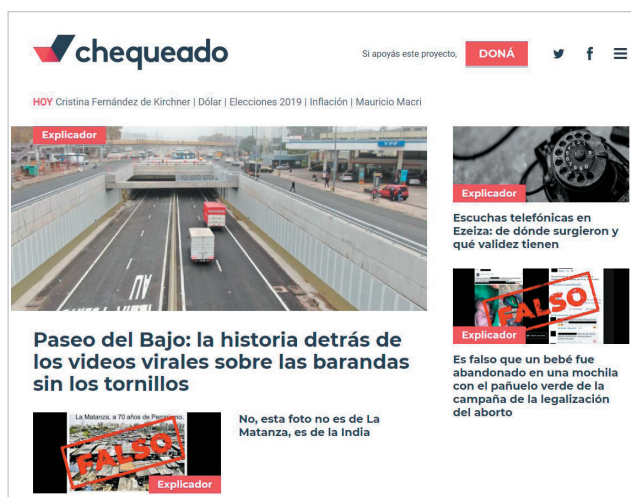 chequeado
Si apoyás este proyecto,
DONÁ
HOY Cristina Fernández de Kirchner | Dólar | Elecciones 2019 | Inflación | Mauricio Macri
Explicador
YPF
AU
Paseo del Bajo: la historia detrás de
los videos virales sobre las barandas
sin los tornillos
La Matanza, a 70 años de Peronismo.
FALSO
Explicador
No, esta foto no es de La
Matanza, es de la India
Explicador
Escuchas telefónicas en
Ezeiza: de dónde surgieron y
qué validez tienen
FALSO
Explicador
Es falso que un bebé fue
abandonado en una mochila
con el pañuelo verde de la
campaña de la legalización
del aborto